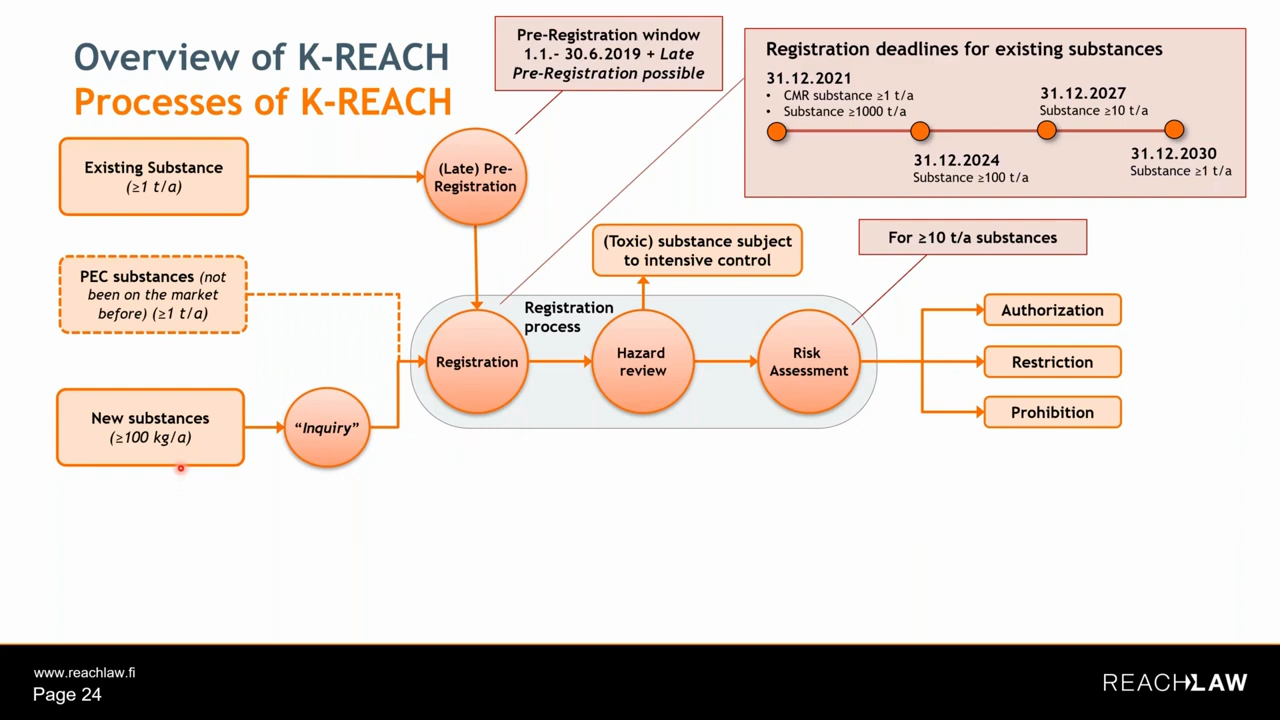 Overview of K-REACH
Processes of K-REACH
Pre-Registration window
1.1.- 30.6.2019 + Late
Pre-Registration possible
Registration deadlines for existing substances
31.12.2021
• CMR substance ≥1 t/a
• Substance ≥1000 t/a
31.12.2027
Substance ≥10 t/a
31.12.2024
Substance ≥100 t/a
31.12.2030
Substance ≥1 t/a
Existing Substance
(≥1 t/a)
(Late) Pre-
Registration
(Toxic) substance subject
to intensive control
For ≥10 t/a substances
PEC substances (not
been on the market
before) (≥1 t/a)
Registration
process
Registration
Hazard
review
Risk
Assessment
Authorization
Restriction
Prohibition
New substances
(≥100 kg/a)
“Inquiry”
www.reachlaw.fi
Page 24
REACHLAW